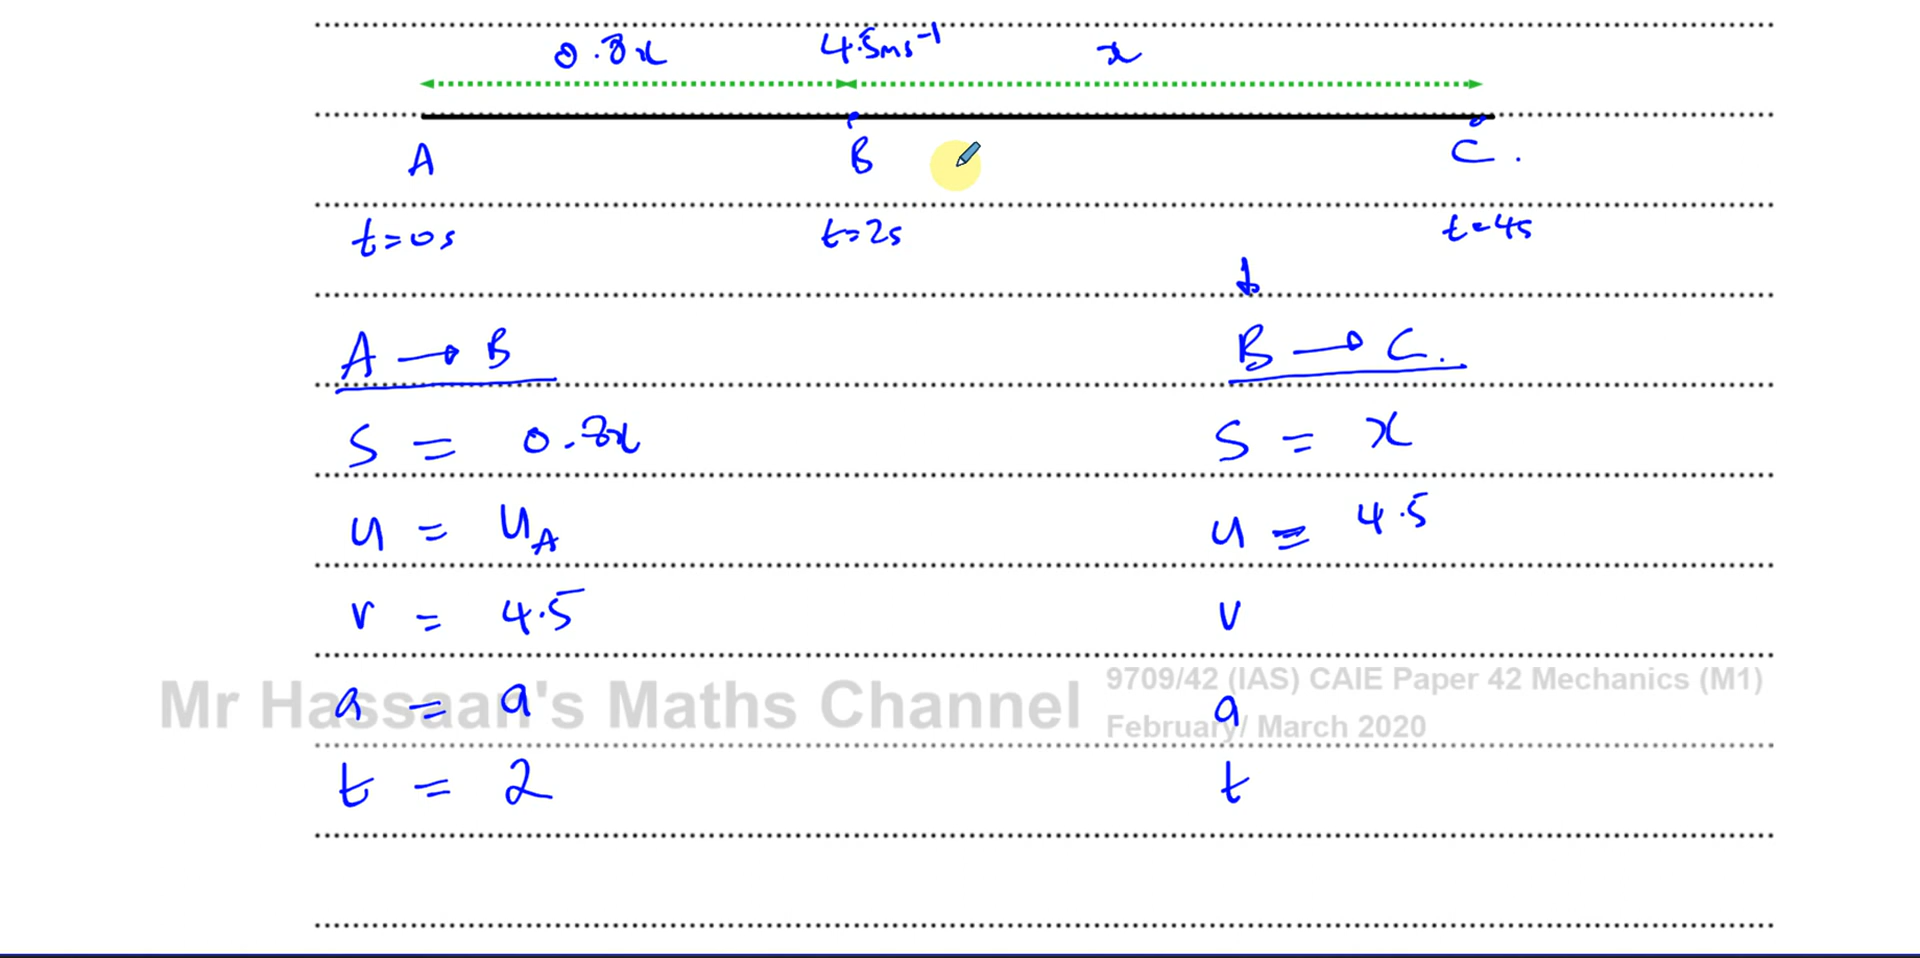 0.8x 4.5ms⁻¹ x
A B C.
t=0s t=2s t=4s
A → B B → C.
S = 0.8x S = x
u = u_A u = 4.5
v = 4.5 v
a = a a
t = 2 t
Mr Hassaan's Maths Channel
9709/42 (IAS) CAIE Paper 42 Mechanics (M1)
February/ March 2020